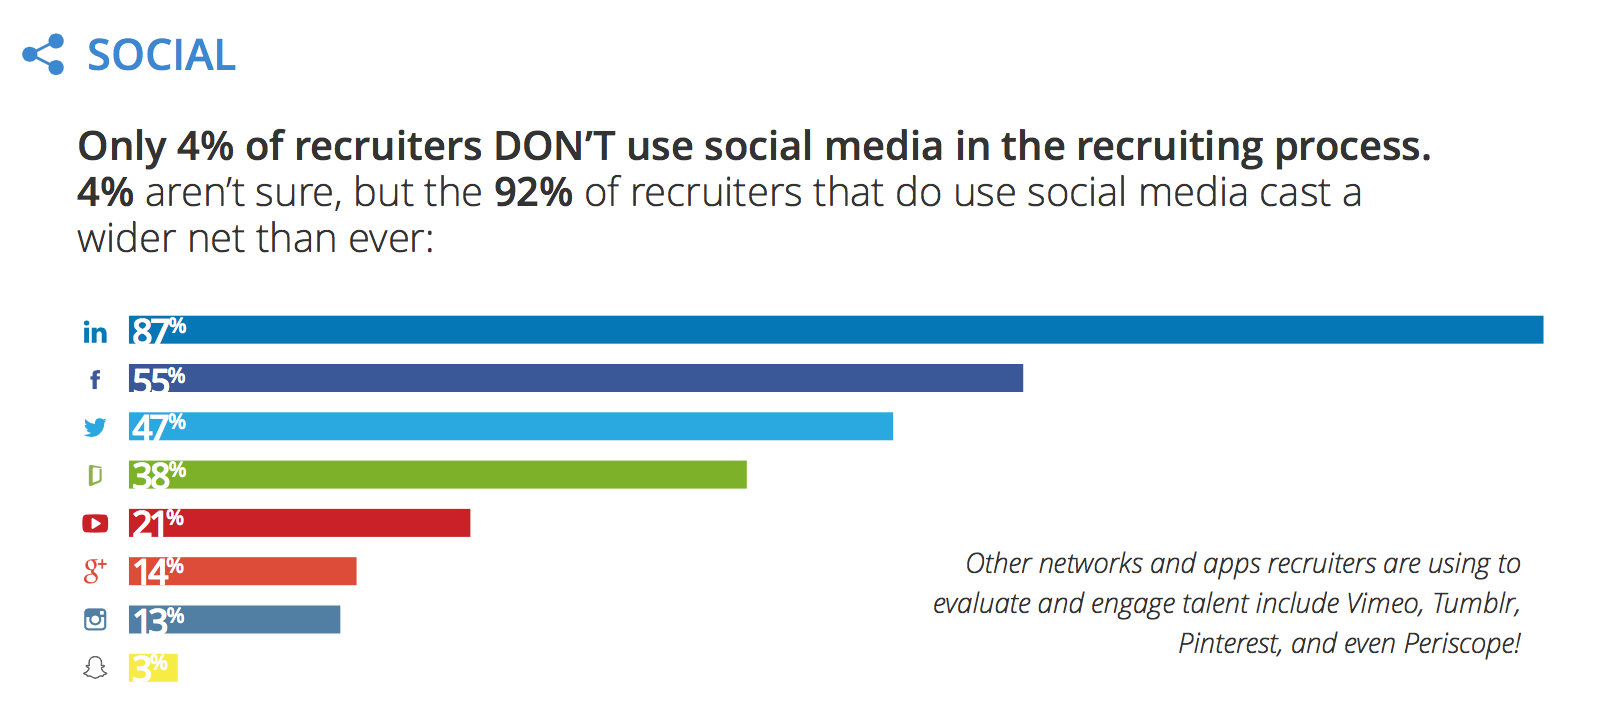 SOCIAL
Only 4% of recruiters DON’T use social media in the recruiting process.
4% aren’t sure, but the 92% of recruiters that do use social media cast a
wider net than ever:
in 87%
f 55%
47%
38%
21%
g+ 14%
13%
3%
Other networks and apps recruiters are using to
evaluate and engage talent include Vimeo, Tumblr,
Pinterest, and even Periscope!